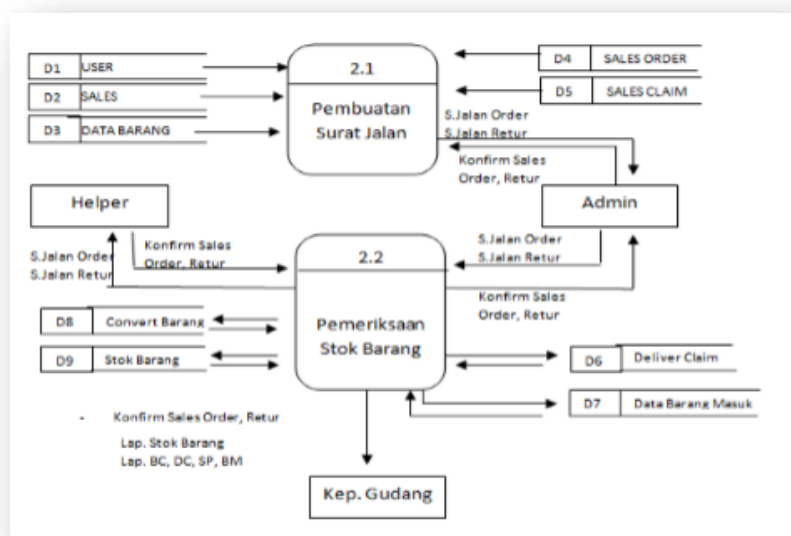 D1 USER
D2 SALES
D3 DATA BARANG
2.1
Pembuatan
Surat Jalan
D4 SALES ORDER
D5 SALES CLAIM
S.Jalan Order
S.Jalan Retur
Konfirm Sales
Order, Retur
Helper
Admin
S.Jalan Order
S.Jalan Retur
Konfirm Sales
Order, Retur
2.2
Pemeriksaan
Stok Barang
S.Jalan Order
S.Jalan Retur
Konfirm Sales
Order, Retur
D8 Convert Barang
D9 Stok Barang
D6 Deliver Claim
D7 Data Barang Masuk
- Konfirm Sales Order, Retur
Lap. Stok Barang
Lap. BC, DC, SP, BM
Kep. Gudang